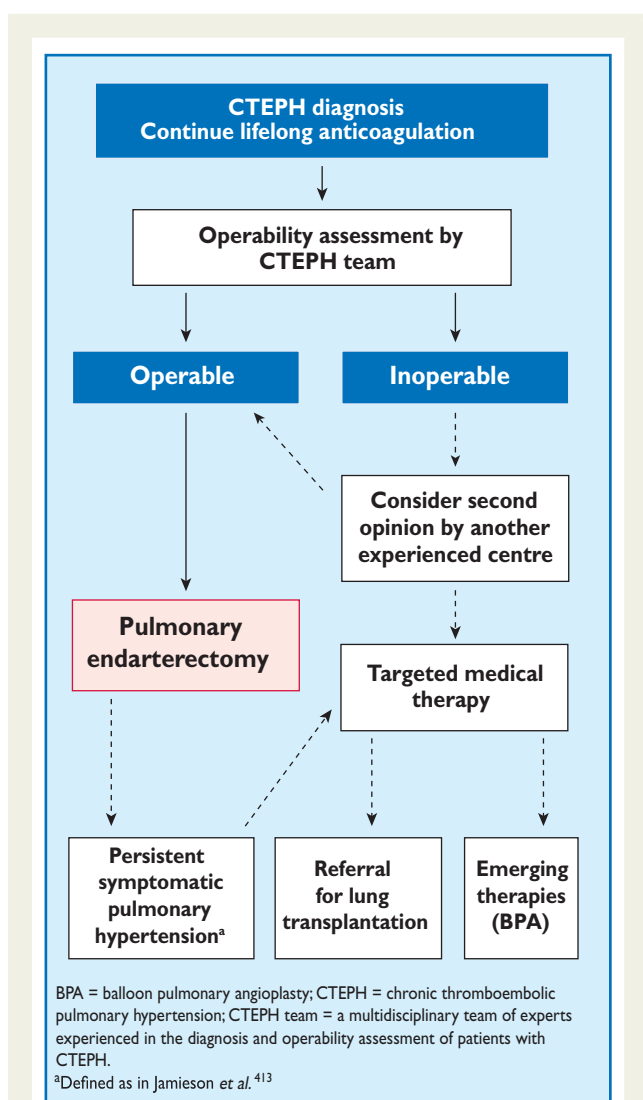 CTEPH diagnosis
Continue lifelong anticoagulation
Operability assessment by
CTEPH team
Operable
Inoperable
Consider second
opinion by another
experienced centre
Pulmonary
endarterectomy
Targeted medical
therapy
Persistent
symptomatic
pulmonary
hypertensionᵃ
Referral
for lung
transplantation
Emerging
therapies
(BPA)
BPA = balloon pulmonary angioplasty; CTEPH = chronic thromboembolic
pulmonary hypertension; CTEPH team = a multidisciplinary team of experts
experienced in the diagnosis and operability assessment of patients with
CTEPH.
ᵃDefined as in Jamieson et al.⁴¹³